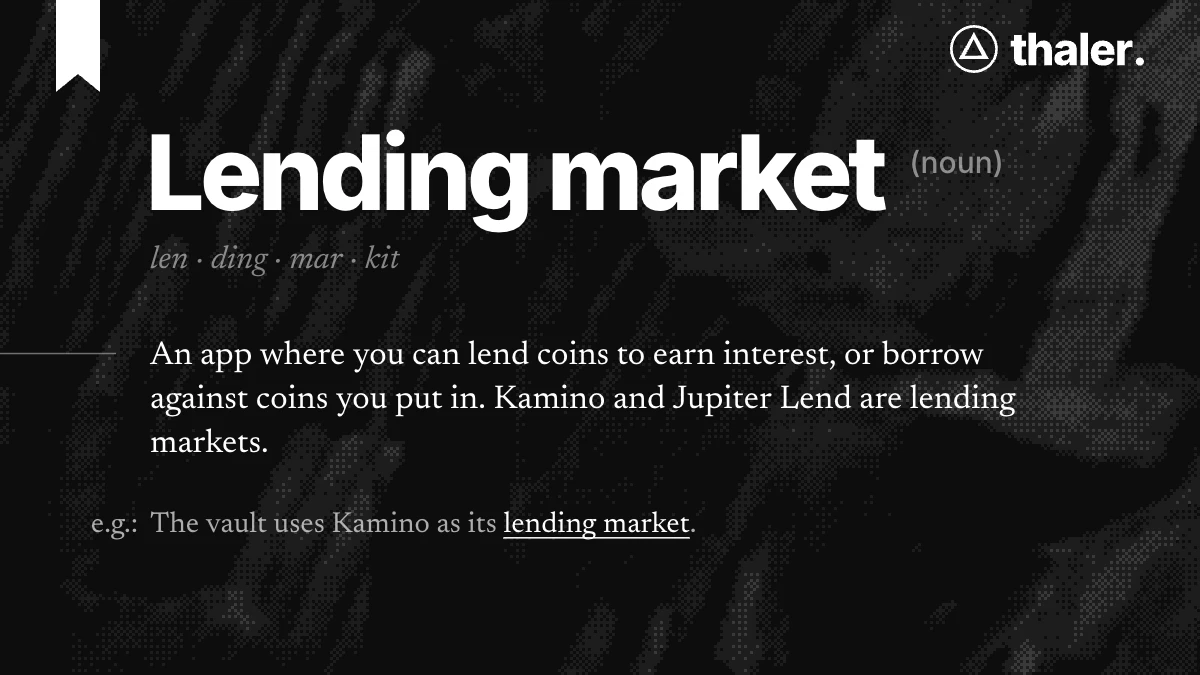 thaler.
Lending market (noun)
len · ding · mar · kit
An app where you can lend coins to earn interest, or borrow
against coins you put in. Kamino and Jupiter Lend are lending
markets.
e.g.: The vault uses Kamino as its lending market.